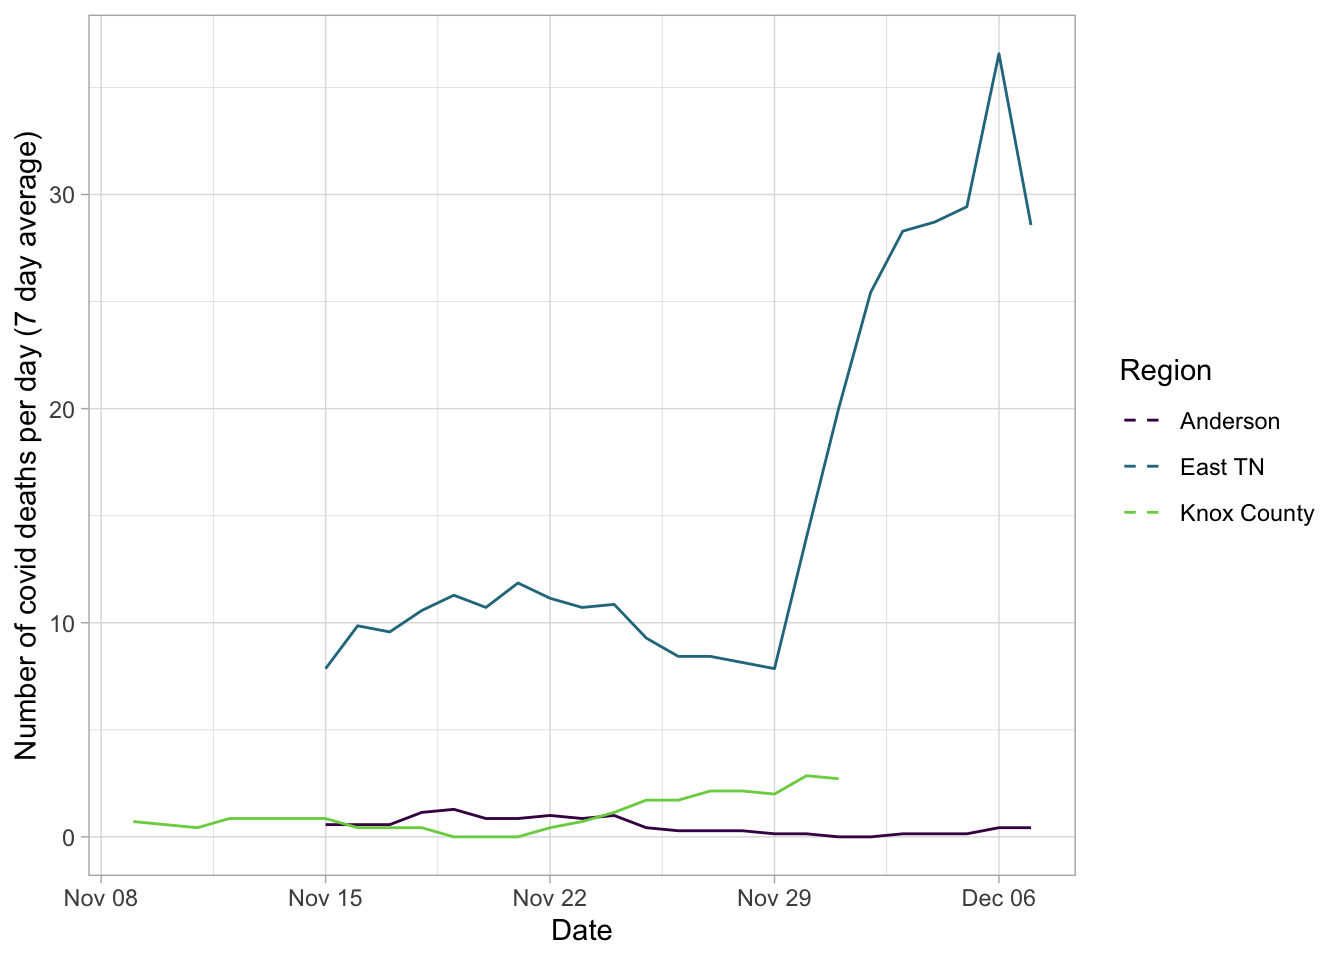 Number of covid deaths per day (7 day average)
30
20
10
0
Nov 08
Nov 15
Nov 22
Nov 29
Dec 06
Date
Region
Anderson
East TN
Knox County